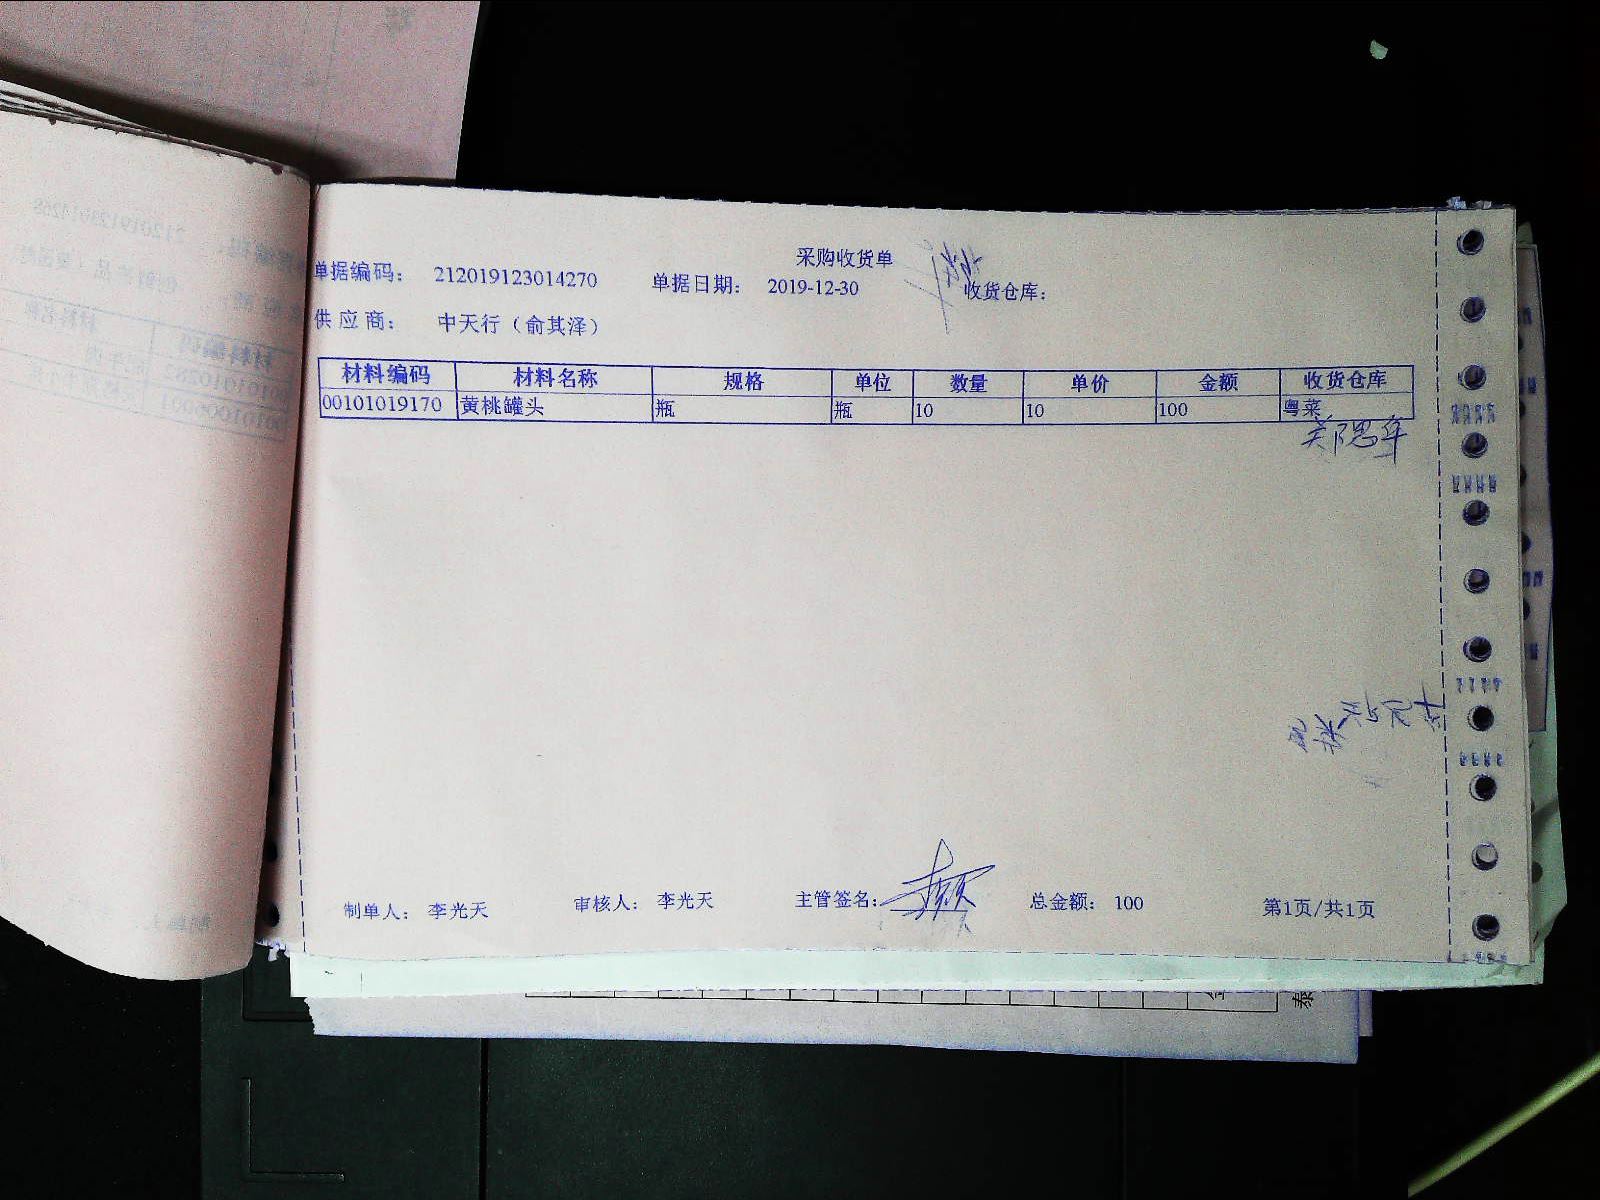 采购收货单
单据编码: 212019123014270 单据日期: 2019-12-30 收货仓库:
供应商: 中天行(俞其泽)
材料编码 材料名称 规格 单位 数量 单价 金额 收货仓库
00101019170 黄桃罐头 瓶 瓶 10 10 100 粤菜
制单人: 李光天 审核人: 李光天 主管签名: 总金额: 100 第1页/共1页